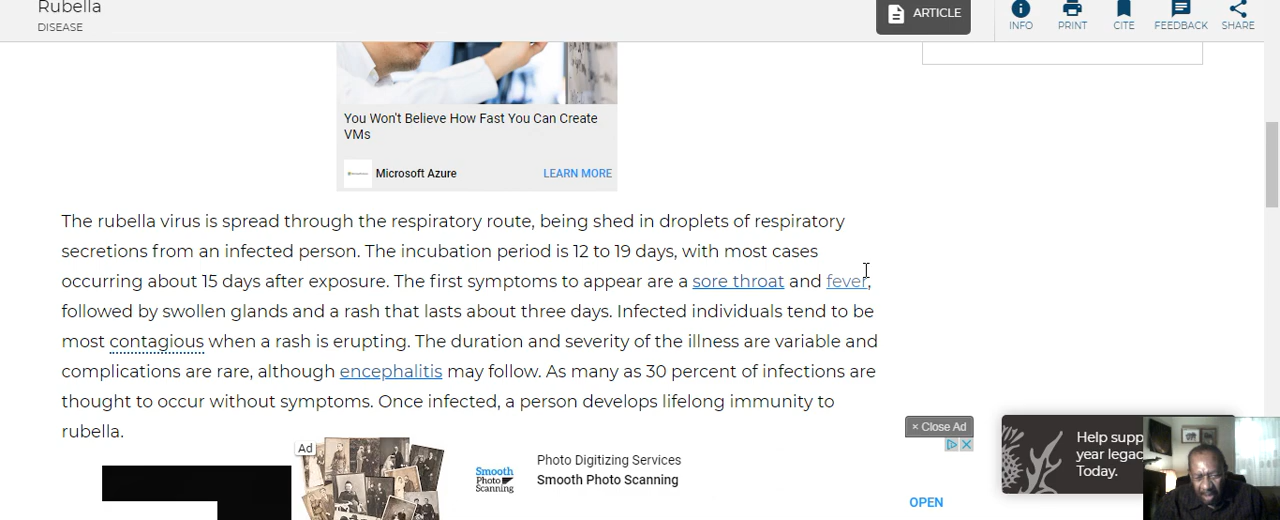 Rubella
DISEASE
ARTICLE
INFO
PRINT
CITE
FEEDBACK
SHARE
You Won't Believe How Fast You Can Create
VMs
Microsoft Azure
LEARN MORE
The rubella virus is spread through the respiratory route, being shed in droplets of respiratory
secretions from an infected person. The incubation period is 12 to 19 days, with most cases
occurring about 15 days after exposure. The first symptoms to appear are a sore throat and fever,
followed by swollen glands and a rash that lasts about three days. Infected individuals tend to be
most contagious when a rash is erupting. The duration and severity of the illness are variable and
complications are rare, although encephalitis may follow. As many as 30 percent of infections are
thought to occur without symptoms. Once infected, a person develops lifelong immunity to
rubella.
Ad
Smooth
Photo
Scanning
Photo Digitizing Services
Smooth Photo Scanning
× Close Ad
OPEN
Help supp
year legac
Today.